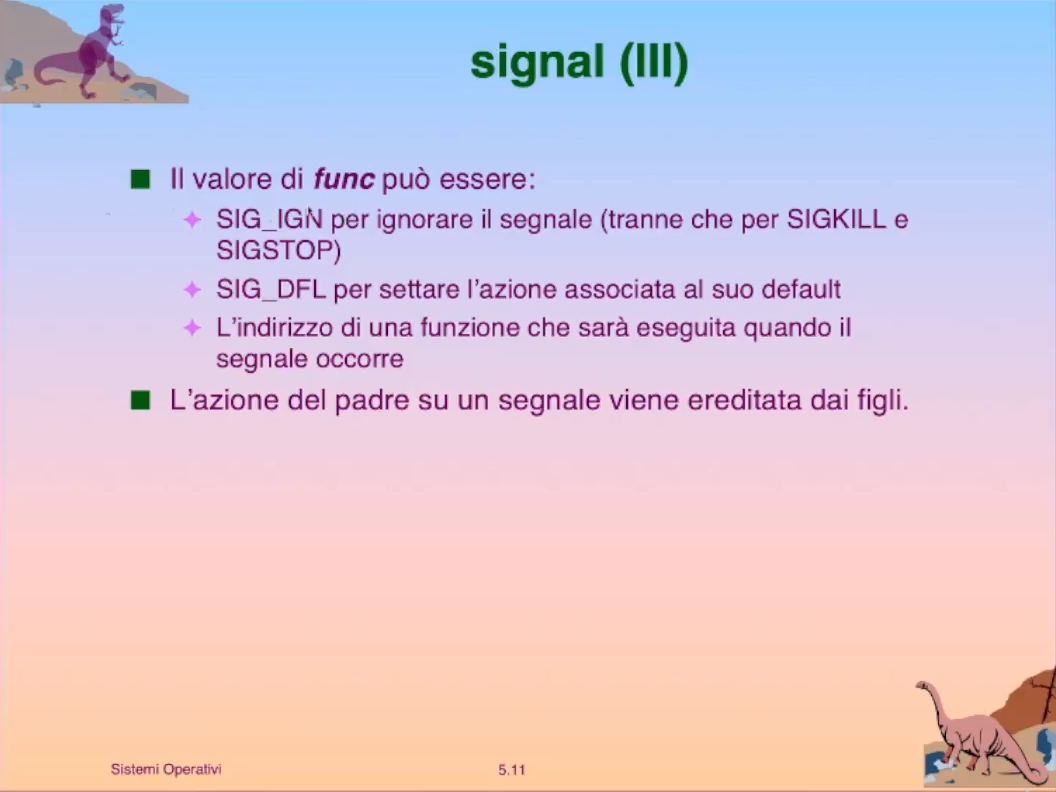 signal (III)
Il valore di func può essere:
SIG_IGN per ignorare il segnale (tranne che per SIGKILL e
SIGSTOP)
SIG_DFL per settare l'azione associata al suo default
L'indirizzo di una funzione che sarà eseguita quando il
segnale occorre
L'azione del padre su un segnale viene ereditata dai figli.
Sistemi Operativi
5.11